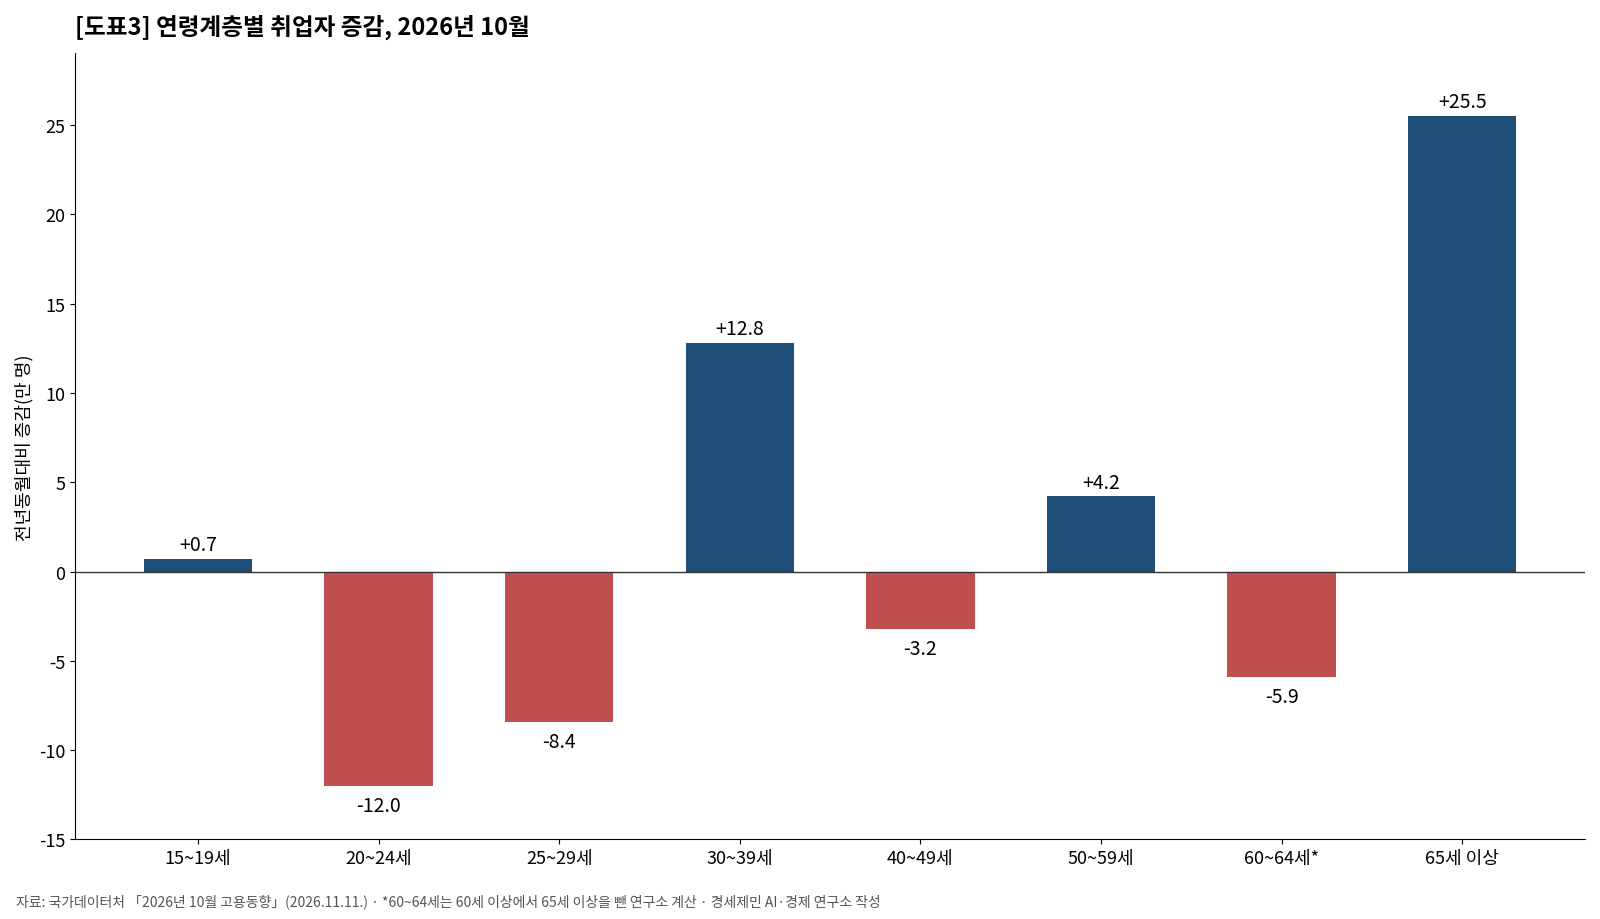 [도표3] 연령계층별 취업자 증감, 2026년 10월
전년동월대비 증감(만 명)
25
20
15
10
5
0
-5
-10
-15
+0.7
-12.0
-8.4
+12.8
-3.2
+4.2
-5.9
+25.5
15~19세
20~24세
25~29세
30~39세
40~49세
50~59세
60~64세*
65세 이상
자료: 국가데이터처 「2026년 10월 고용동향」(2026.11.11.) · *60~64세는 60세 이상에서 65세 이상을 뺀 연구소 계산 · 경세제민 AI·경제 연구소 작성